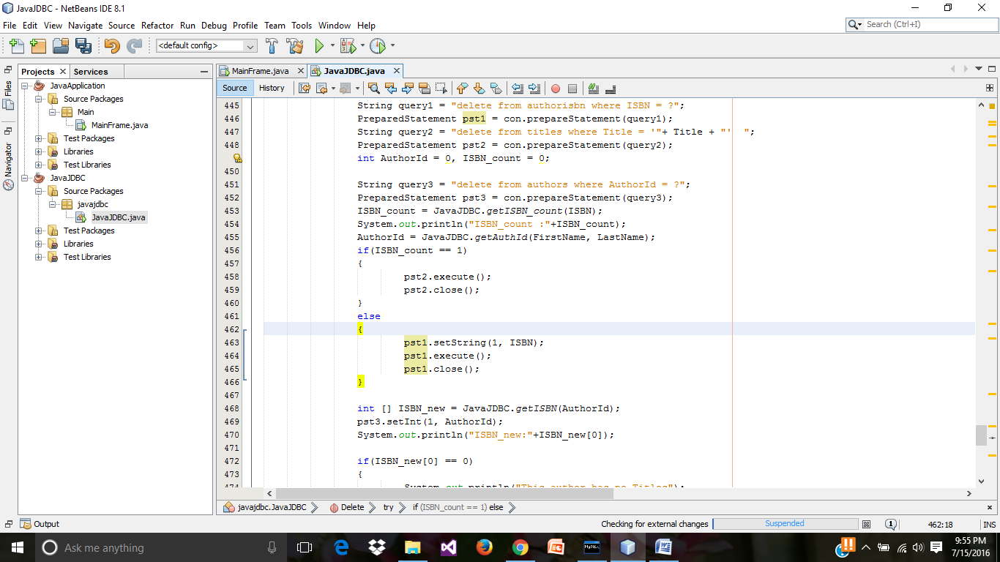 JavaJDBC - NetBeans IDE 8.1
File Edit View Navigate Source Refactor Run Debug Profile Team Tools Window Help
Search (Ctrl+I)
<default config>
Files
Navigator
Projects
Services
JavaApplication
Source Packages
Main
MainFrame.java
Test Packages
Libraries
Test Libraries
JavaJDBC
Source Packages
javajdbc
JavaJDBC.java
Test Packages
Libraries
Test Libraries
MainFrame.java
JavaJDBC.java
Source History
445 String query1 = "delete from authorisbn where ISBN = ?";
446 PreparedStatement pst1 = con.prepareStatement(query1);
447 String query2 = "delete from titles where Title = '"+ Title + "'  ";
448 PreparedStatement pst2 = con.prepareStatement(query2);
int AuthorId = 0, ISBN_count = 0;
450
451 String query3 = "delete from authors where AuthorId = ?";
452 PreparedStatement pst3 = con.prepareStatement(query3);
453 ISBN_count = JavaJDBC.getISBN_count(ISBN);
454 System.out.println("ISBN_count :"+ISBN_count);
455 AuthorId = JavaJDBC.getAuthId(FirstName, LastName);
456 if(ISBN_count == 1)
457 {
458 pst2.execute();
459 pst2.close();
460 }
461 else
462 {
463 pst1.setString(1, ISBN);
464 pst1.execute();
465 pst1.close();
466 }
467
468 int [] ISBN_new = JavaJDBC.getISBN(AuthorId);
469 pst3.setInt(1, AuthorId);
470 System.out.println("ISBN_new:"+ISBN_new[0]);
471
472 if(ISBN_new[0] == 0)
473 {
474 System.out.println("This author has no Titles");
javajdbc.JavaJDBC Delete try if (ISBN_count == 1) else
Output
Checking for external changes Suspended 1 462:18 INS
Ask me anything
9:55 PM
7/15/2016